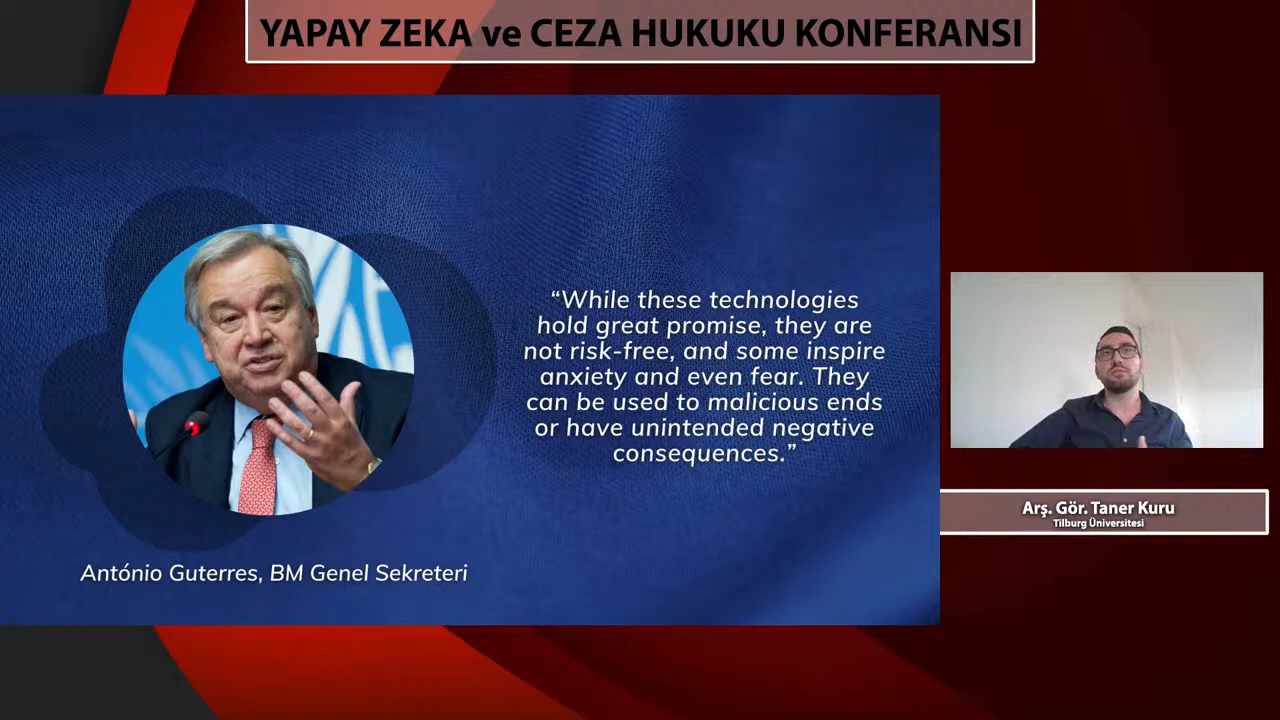 YAPAY ZEKA ve CEZA HUKUKU KONFERANSI
“While these technologies
hold great promise, they are
not risk-free, and some inspire
anxiety and even fear. They
can be used to malicious ends
or have unintended negative
consequences.”
António Guterres, BM Genel Sekreteri
Arş. Gör. Taner Kuru
Tilburg Üniversitesi